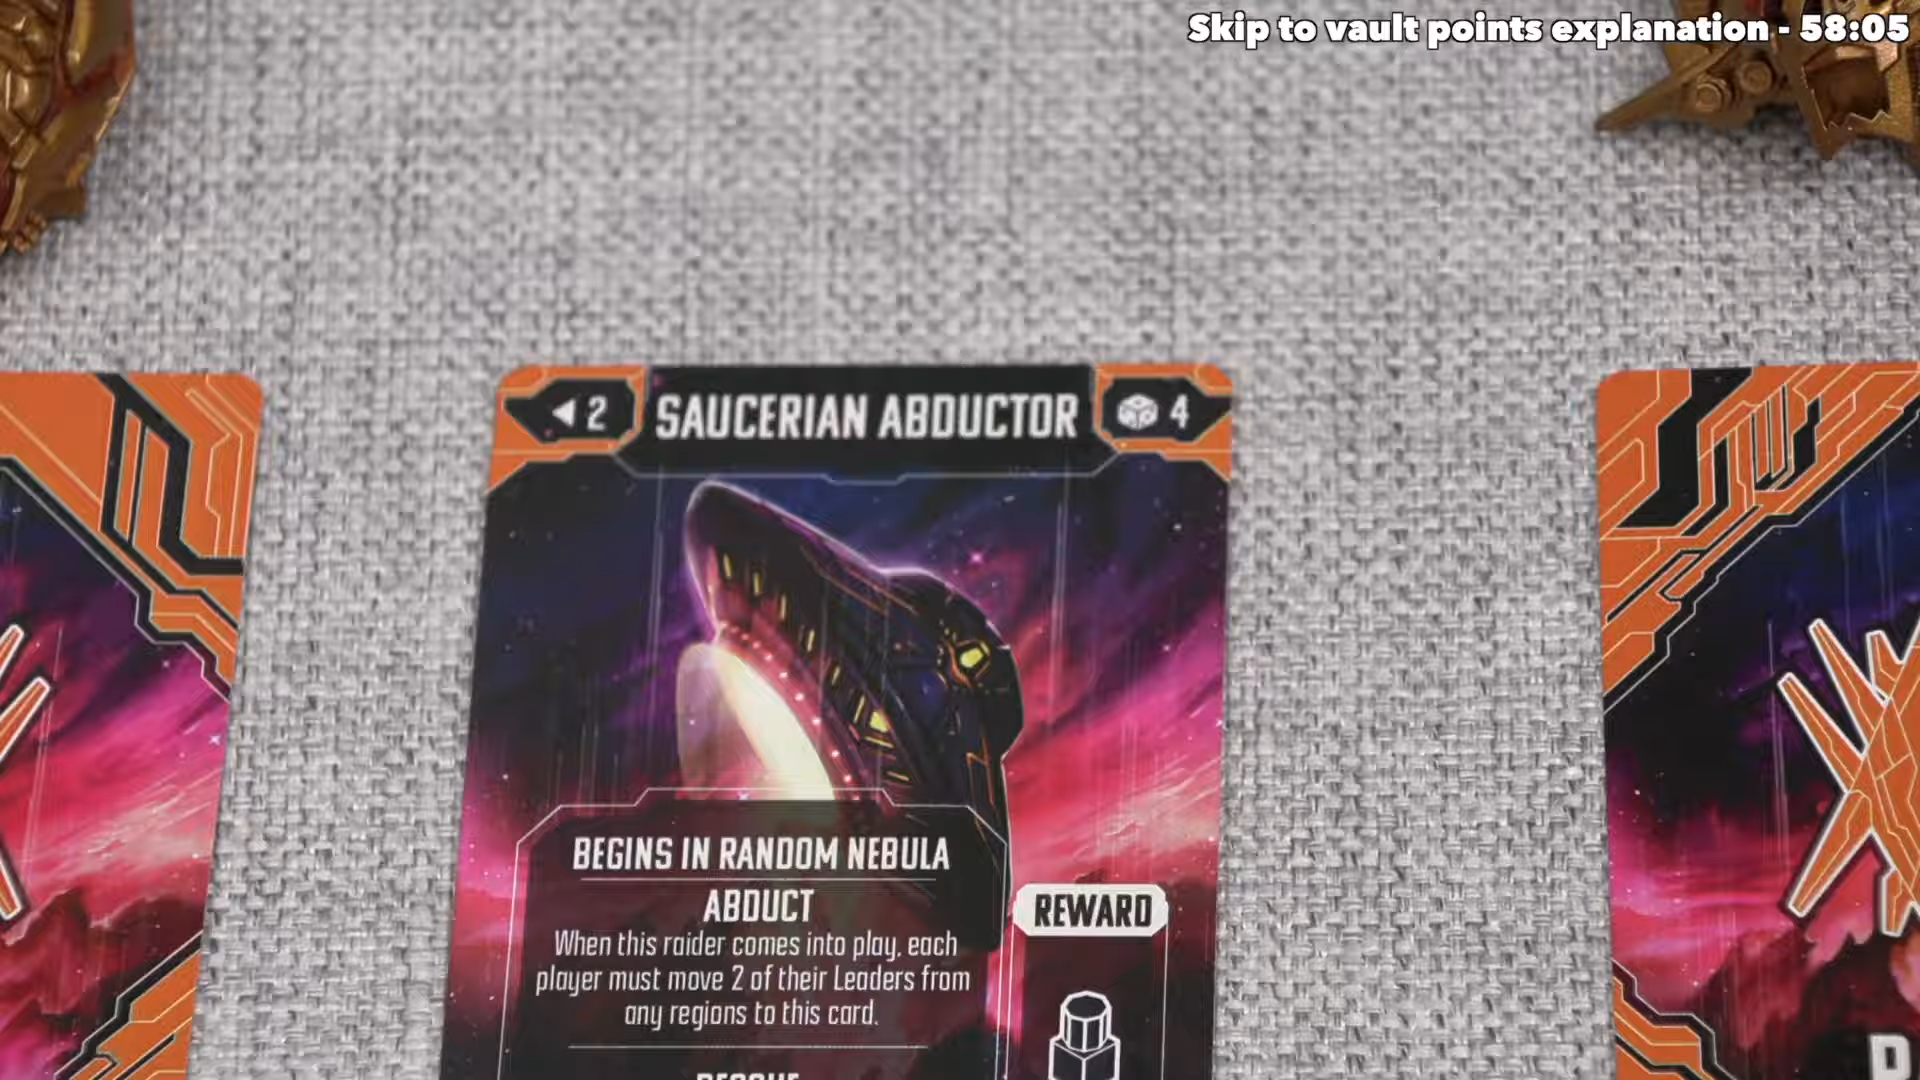 Skip to vault points explanation - 58:05
2
SAUCERIAN ABDUCTOR
4
BEGINS IN RANDOM NEBULA
ABDUCT
When this raider comes into play, each
player must move 2 of their Leaders from
any regions to this card.
REWARD